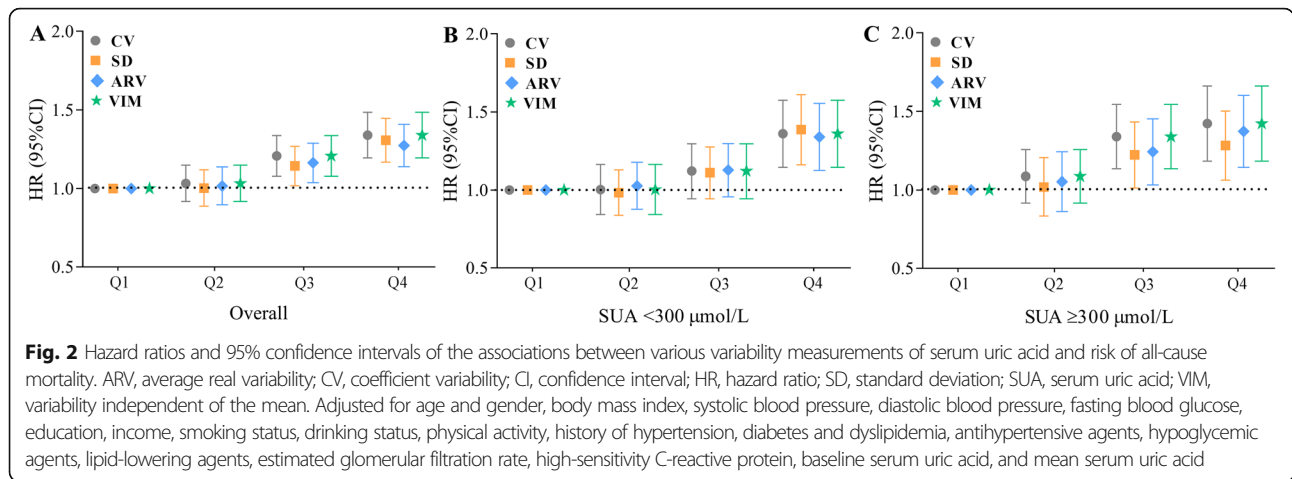 A
2.0
1.5
1.0
0.5
HR (95%CI)
CV
SD
ARV
VIM
Q1 Q2 Q3 Q4
Overall
B
2.0
1.5
1.0
0.5
HR (95%CI)
CV
SD
ARV
VIM
Q1 Q2 Q3 Q4
SUA <300 μmol/L
C
2.0
1.5
1.0
0.5
HR (95%CI)
CV
SD
ARV
VIM
Q1 Q2 Q3 Q4
SUA ≥300 μmol/L
Fig. 2 Hazard ratios and 95% confidence intervals of the associations between various variability measurements of serum uric acid and risk of all-cause
mortality. ARV, average real variability; CV, coefficient variability; CI, confidence interval; HR, hazard ratio; SD, standard deviation; SUA, serum uric acid; VIM,
variability independent of the mean. Adjusted for age and gender, body mass index, systolic blood pressure, diastolic blood pressure, fasting blood glucose,
education, income, smoking status, drinking status, physical activity, history of hypertension, diabetes and dyslipidemia, antihypertensive agents, hypoglycemic
agents, lipid-lowering agents, estimated glomerular filtration rate, high-sensitivity C-reactive protein, baseline serum uric acid, and mean serum uric acid